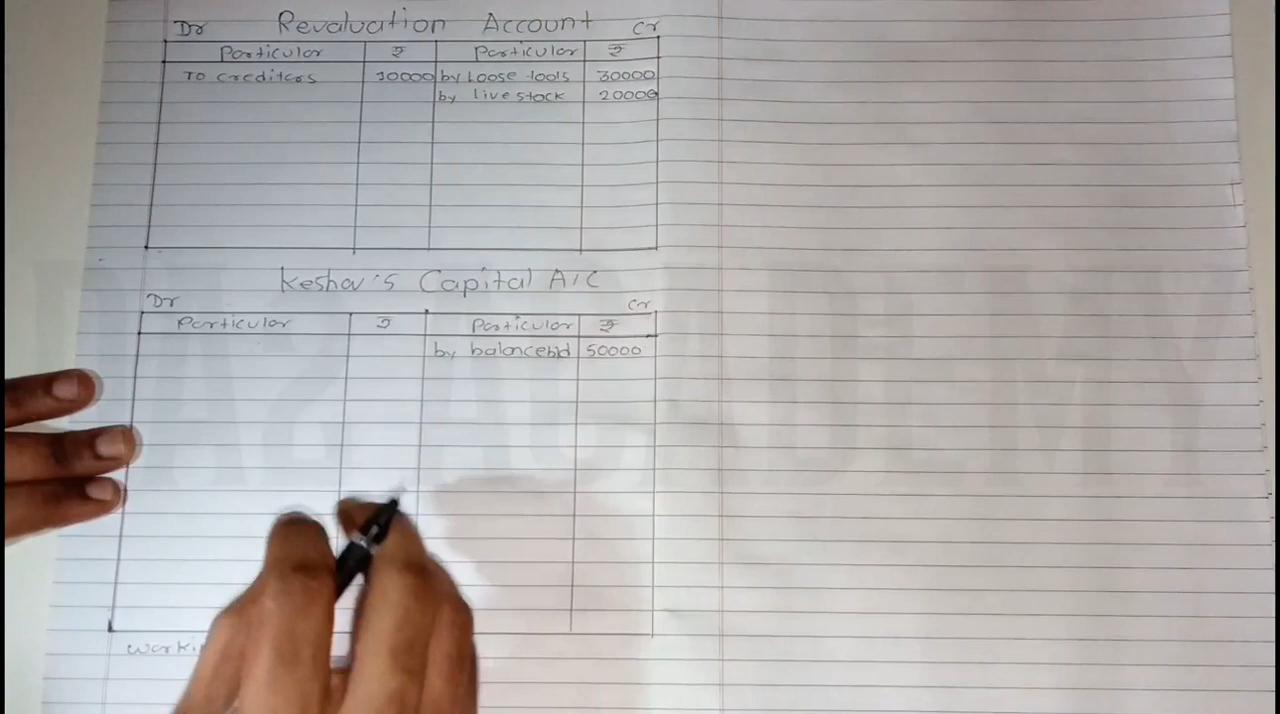 Dr Revaluation Account Cr
Particular ₹ Particular ₹
To creditors 10000 by Loose tools 30000
by live stock 20000
Keshav's Capital A/C
Dr Cr
Particular ₹ Particular ₹
by balance b/d 50000